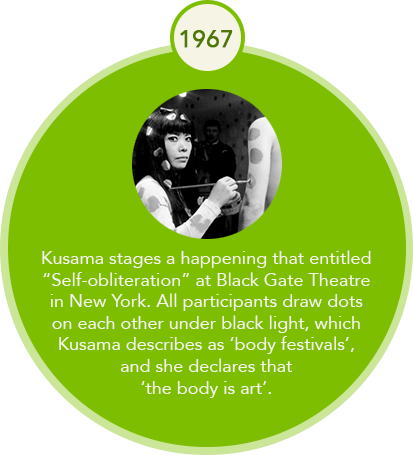 1967
Kusama stages a happening that entitled
“Self-obliteration” at Black Gate Theatre
in New York. All participants draw dots
on each other under black light, which
Kusama describes as ‘body festivals’,
and she declares that
‘the body is art’.